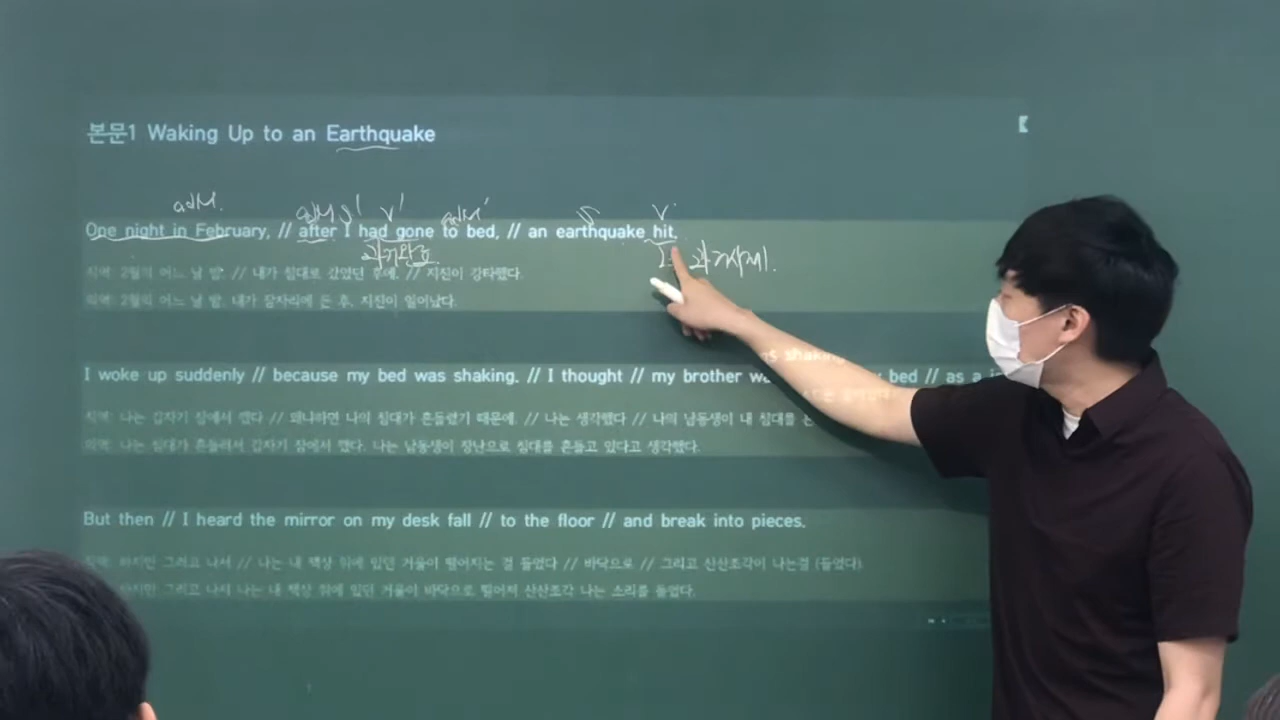 본문1 Waking Up to an Earthquake
adM. adM S' V' adM' S V
One night in February, // after I had gone to bed, // an earthquake hit.
과거완료. 과거시제.
직역: 2월의 어느 날 밤, // 내가 침대로 갔었던 후에, // 지진이 강타했다.
의역: 2월의 어느 날 밤, 내가 잠자리에 든 후, 지진이 일어났다.
I woke up suddenly // because my bed was shaking. // I thought // my brother bed // as a
as shaking
직역: 나는 갑자기 잠에서 깼다 // 왜냐하면 나의 침대가 흔들렸기 때문에. // 나는 생각했다 // 나의 남동생이 내 침대를
의역: 나는 침대가 흔들려서 갑자기 잠에서 깼다. 나는 남동생이 장난으로 침대를 흔들고 있다고 생각했다.
But then // I heard the mirror on my desk fall // to the floor // and break into pieces.
직역: 하지만 그러고 나서 // 나는 내 책상 위에 있던 거울이 떨어지는 걸 들었다 // 바닥으로 // 그리고 산산조각이 나는걸 (들었다)
하지만 그리고 나서 나는 내 책상 위에 있던 거울이 바닥으로 떨어져 산산조각 나는 소리를 들었다.